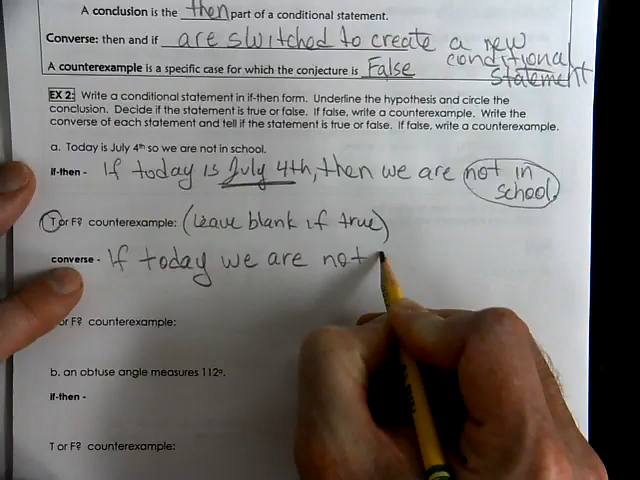 A conclusion is the then part of a conditional statement.
Converse: then and if are switched to create a new
conditional
statement
A counterexample is a specific case for which the conjecture is False
EX 2: Write a conditional statement in if-then form. Underline the hypothesis and circle the
conclusion. Decide if the statement is true or false. If false, write a counterexample. Write the
converse of each statement and tell if the statement is true or false. If false, write a counterexample.
a. Today is July 4th so we are not in school.
if-then - If today is July 4th, then we are not in
school.
T or F? counterexample: (leave blank if true)
converse - If today we are not
or F? counterexample:
b. an obtuse angle measures 112°.
if-then -
T or F? counterexample: